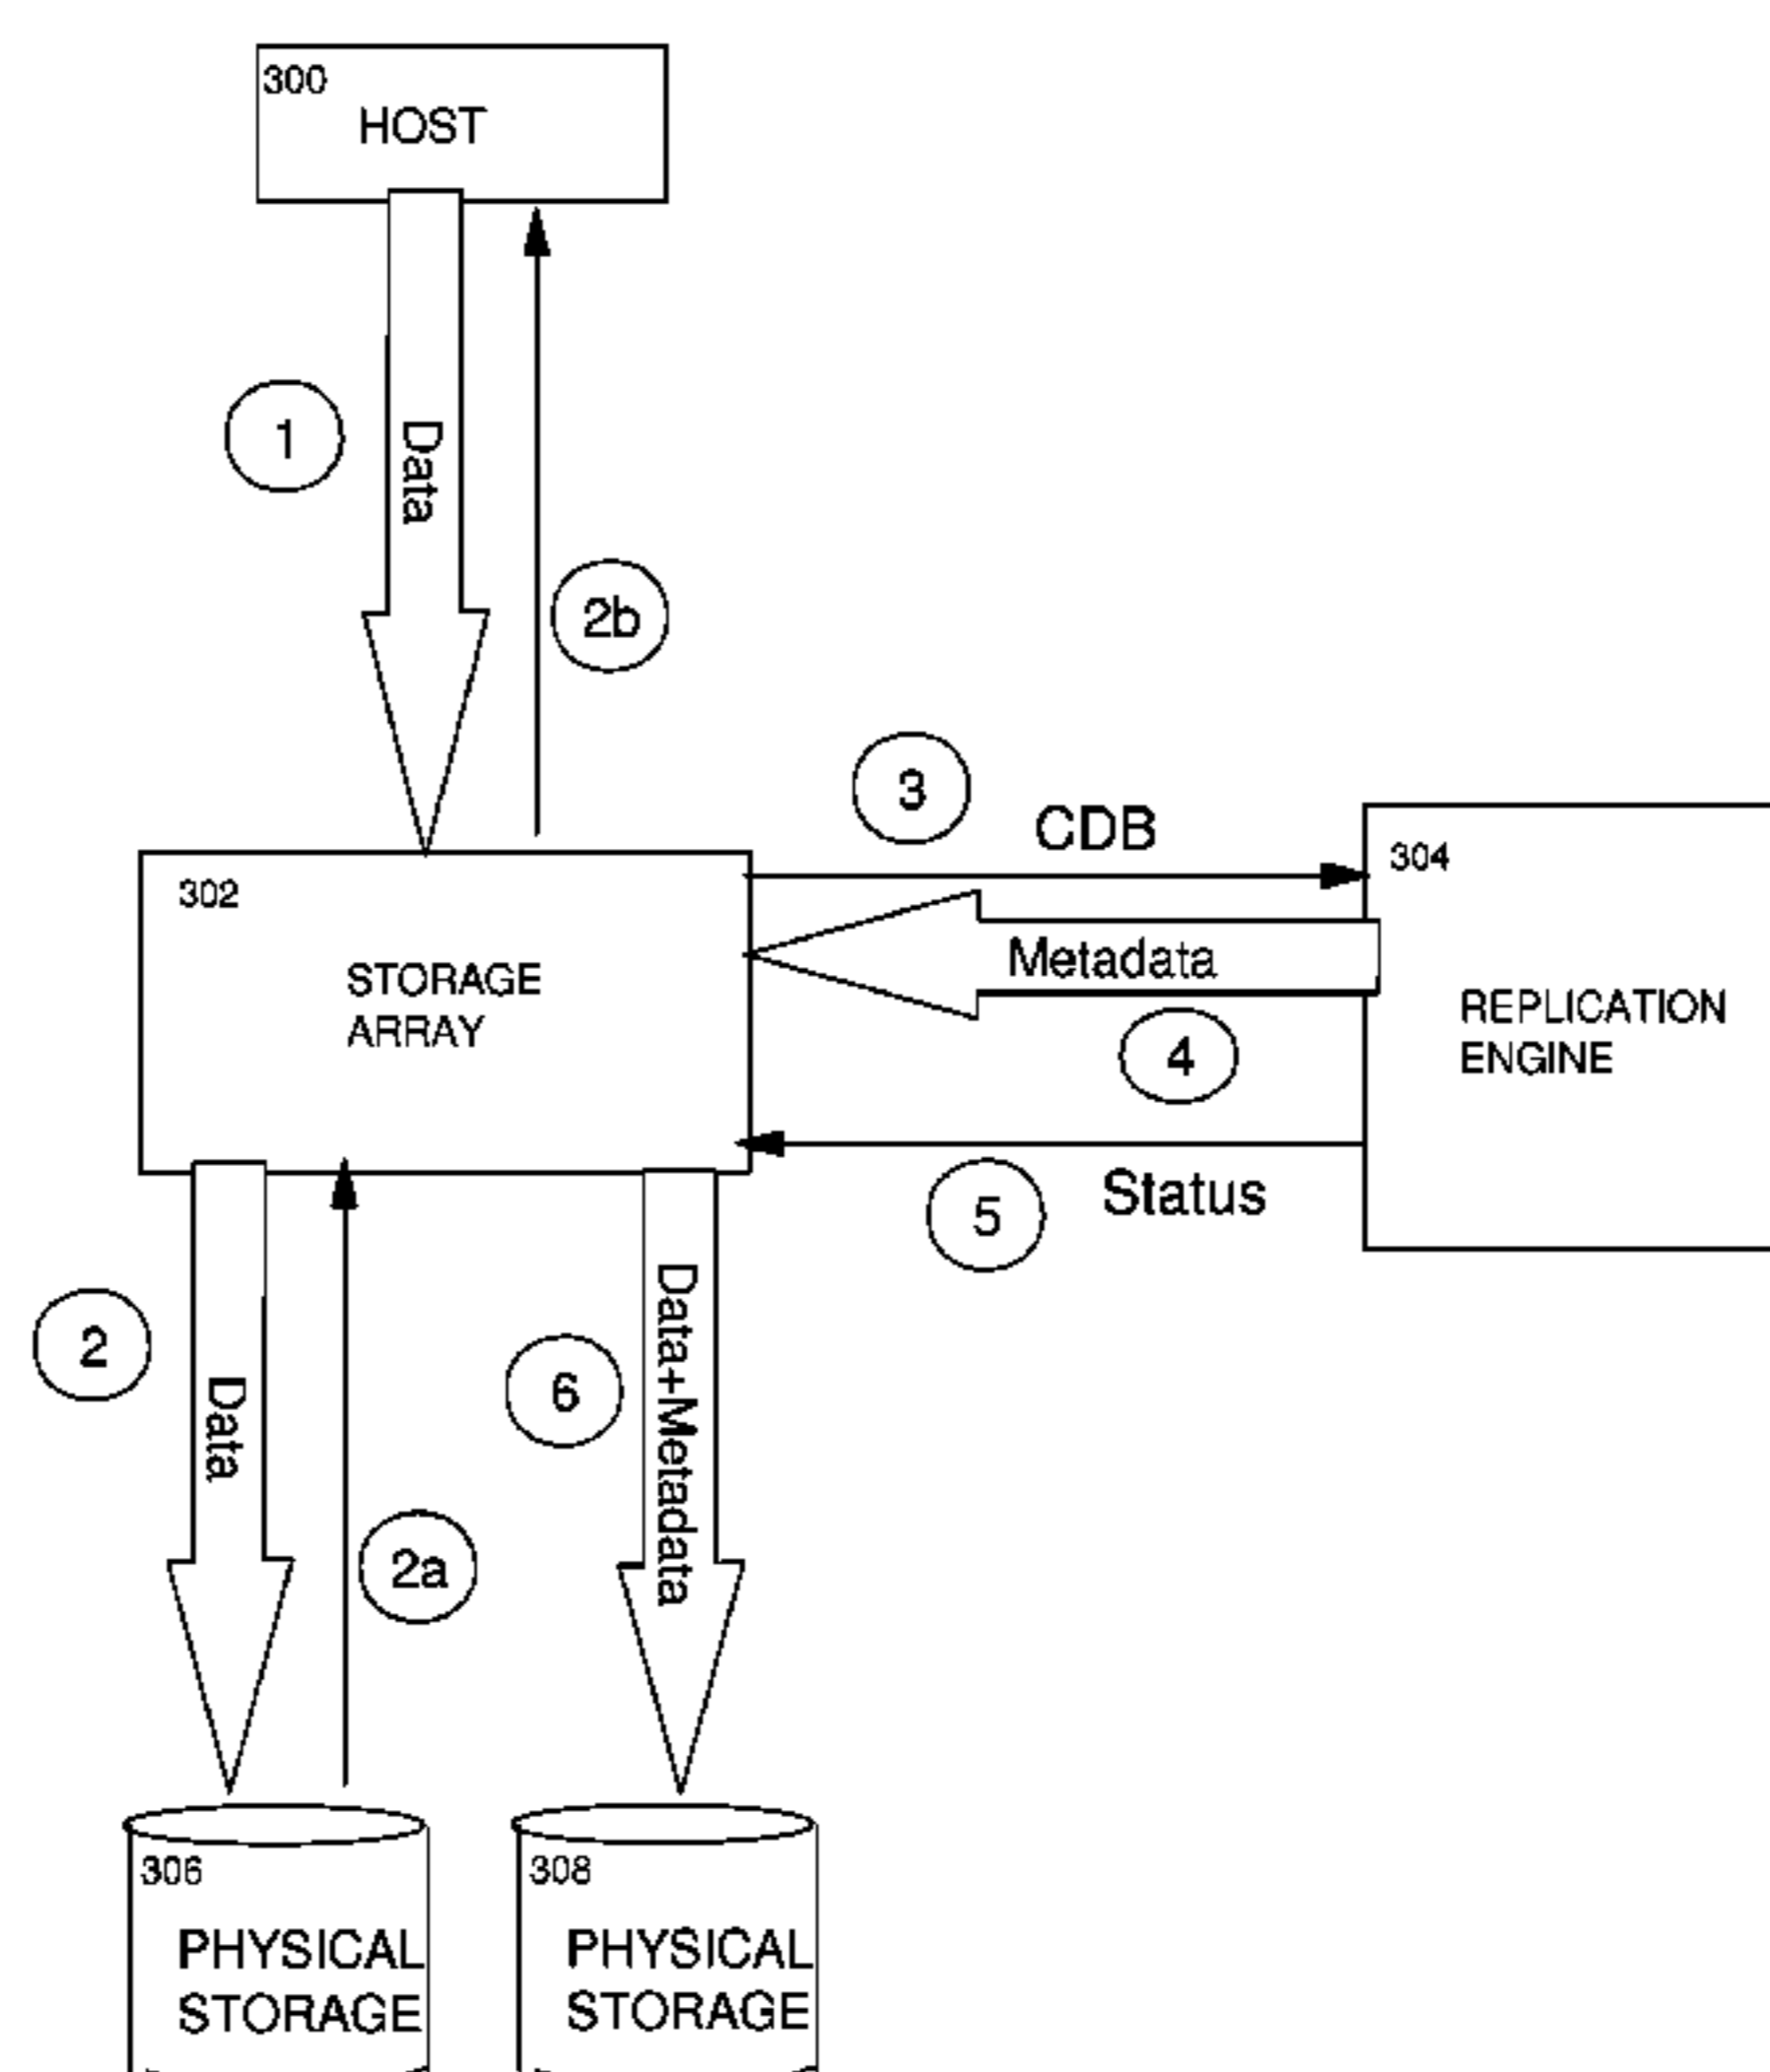 300
HOST
1
Data
2b
3
CDB
304
302
Metadata
STORAGE
ARRAY
REPLICATION
ENGINE
4
5
Status
2
Data
6
Data+Metadata
2a
306
308
PHYSICAL
STORAGE
PHYSICAL
STORAGE